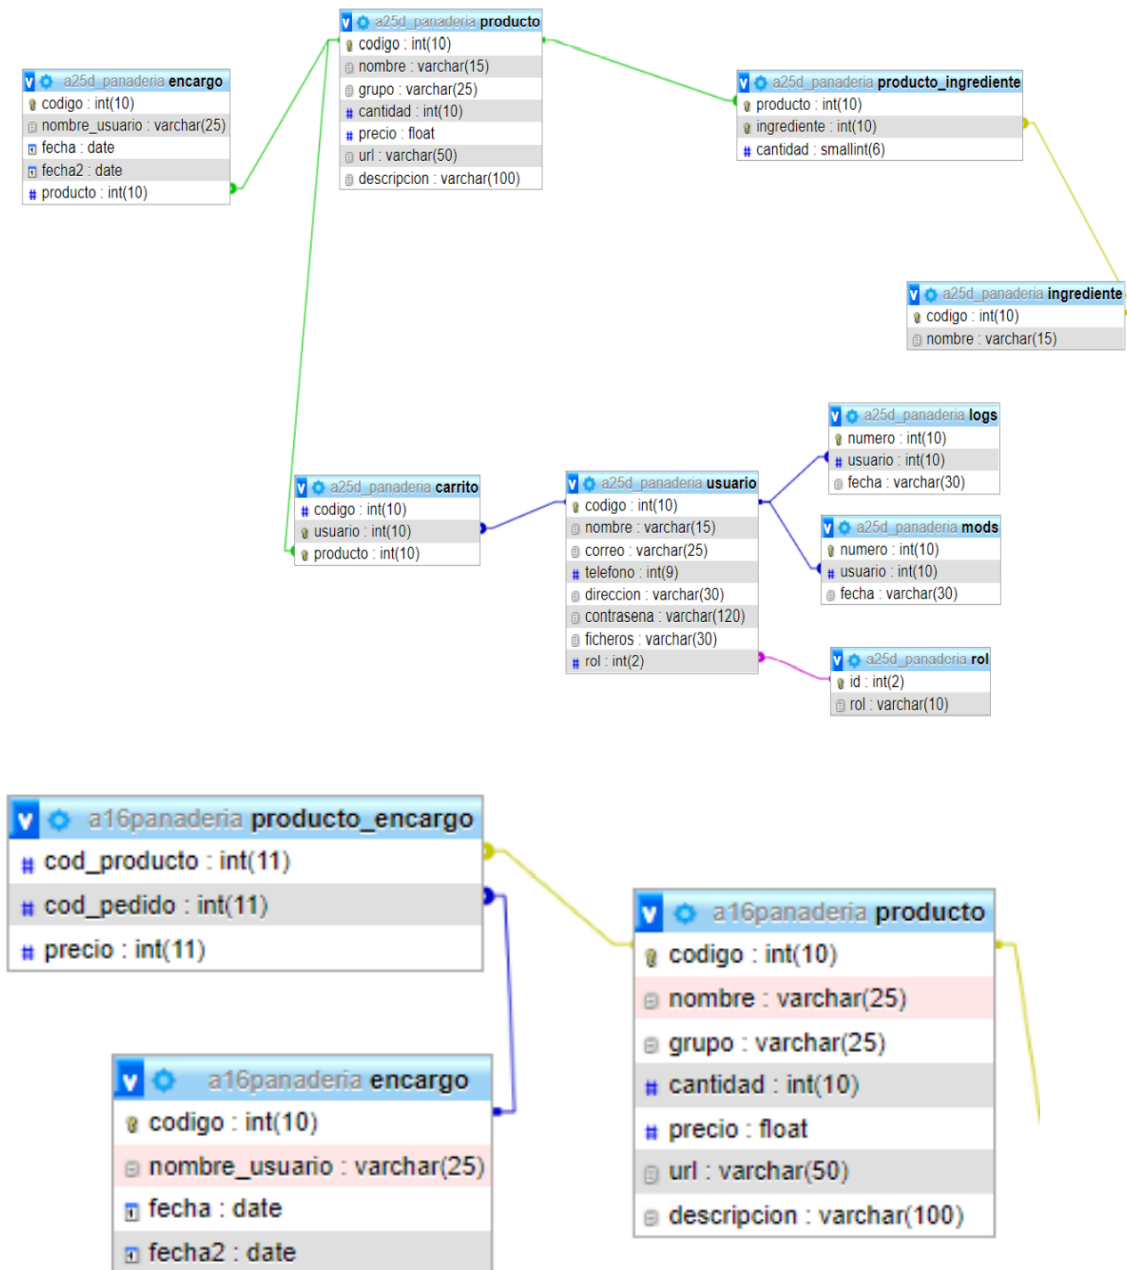 a25d_panaderia producto
codigo : int(10)
nombre : varchar(15)
grupo : varchar(25)
cantidad : int(10)
precio : float
url : varchar(50)
descripcion : varchar(100)
a25d_panaderia encargo
codigo : int(10)
nombre_usuario : varchar(25)
fecha : date
fecha2 : date
producto : int(10)
a25d_panaderia producto_ingrediente
producto : int(10)
ingrediente : int(10)
cantidad : smallint(6)
a25d_panaderia ingrediente
codigo : int(10)
nombre : varchar(15)
a25d_panaderia logs
numero : int(10)
usuario : int(10)
fecha : varchar(30)
a25d_panaderia carrito
codigo : int(10)
usuario : int(10)
producto : int(10)
a25d_panaderia usuario
codigo : int(10)
nombre : varchar(15)
correo : varchar(25)
telefono : int(9)
direccion : varchar(30)
contrasena : varchar(120)
ficheros : varchar(30)
rol : int(2)
a25d_panaderia mods
numero : int(10)
usuario : int(10)
fecha : varchar(30)
a25d_panaderia rol
id : int(2)
rol : varchar(10)
a16panaderia producto_encargo
cod_producto : int(11)
cod_pedido : int(11)
precio : int(11)
a16panaderia producto
codigo : int(10)
nombre : varchar(25)
grupo : varchar(25)
cantidad : int(10)
precio : float
url : varchar(50)
descripcion : varchar(100)
a16panaderia encargo
codigo : int(10)
nombre_usuario : varchar(25)
fecha : date
fecha2 : date